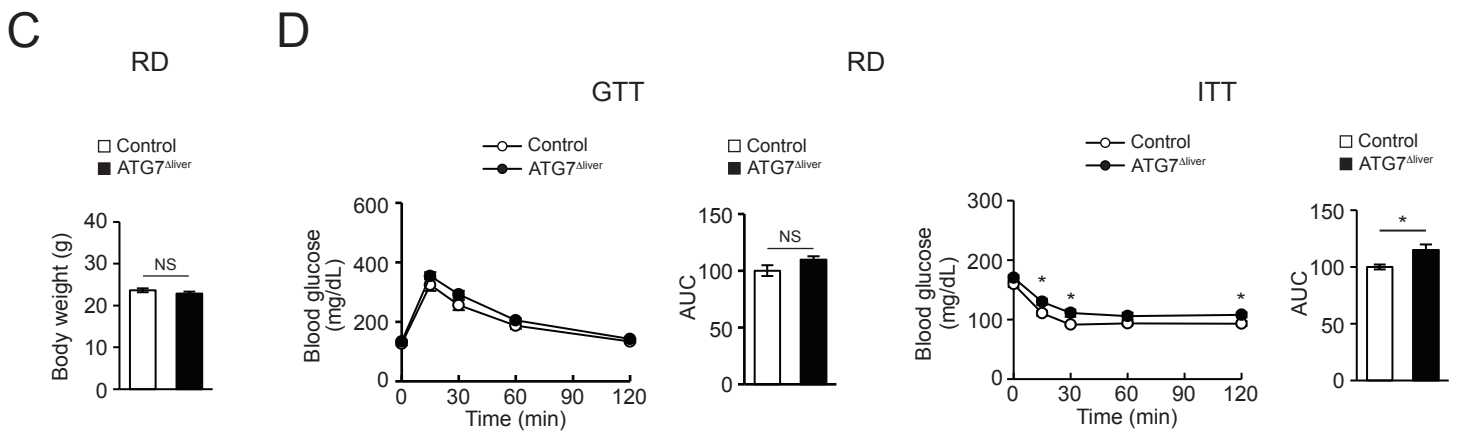 C
RD
Control
ATG7Δliver
Body weight (g)
40
30
20
10
0
NS
D
RD
GTT
Control
ATG7Δliver
Blood glucose
(mg/dL)
600
400
200
0
0 30 60 90 120
Time (min)
Control
ATG7Δliver
AUC
150
100
50
0
NS
ITT
Control
ATG7Δliver
Blood glucose
(mg/dL)
300
200
100
0
* * *
0 30 60 90 120
Time (min)
Control
ATG7Δliver
AUC
150
100
50
0
*